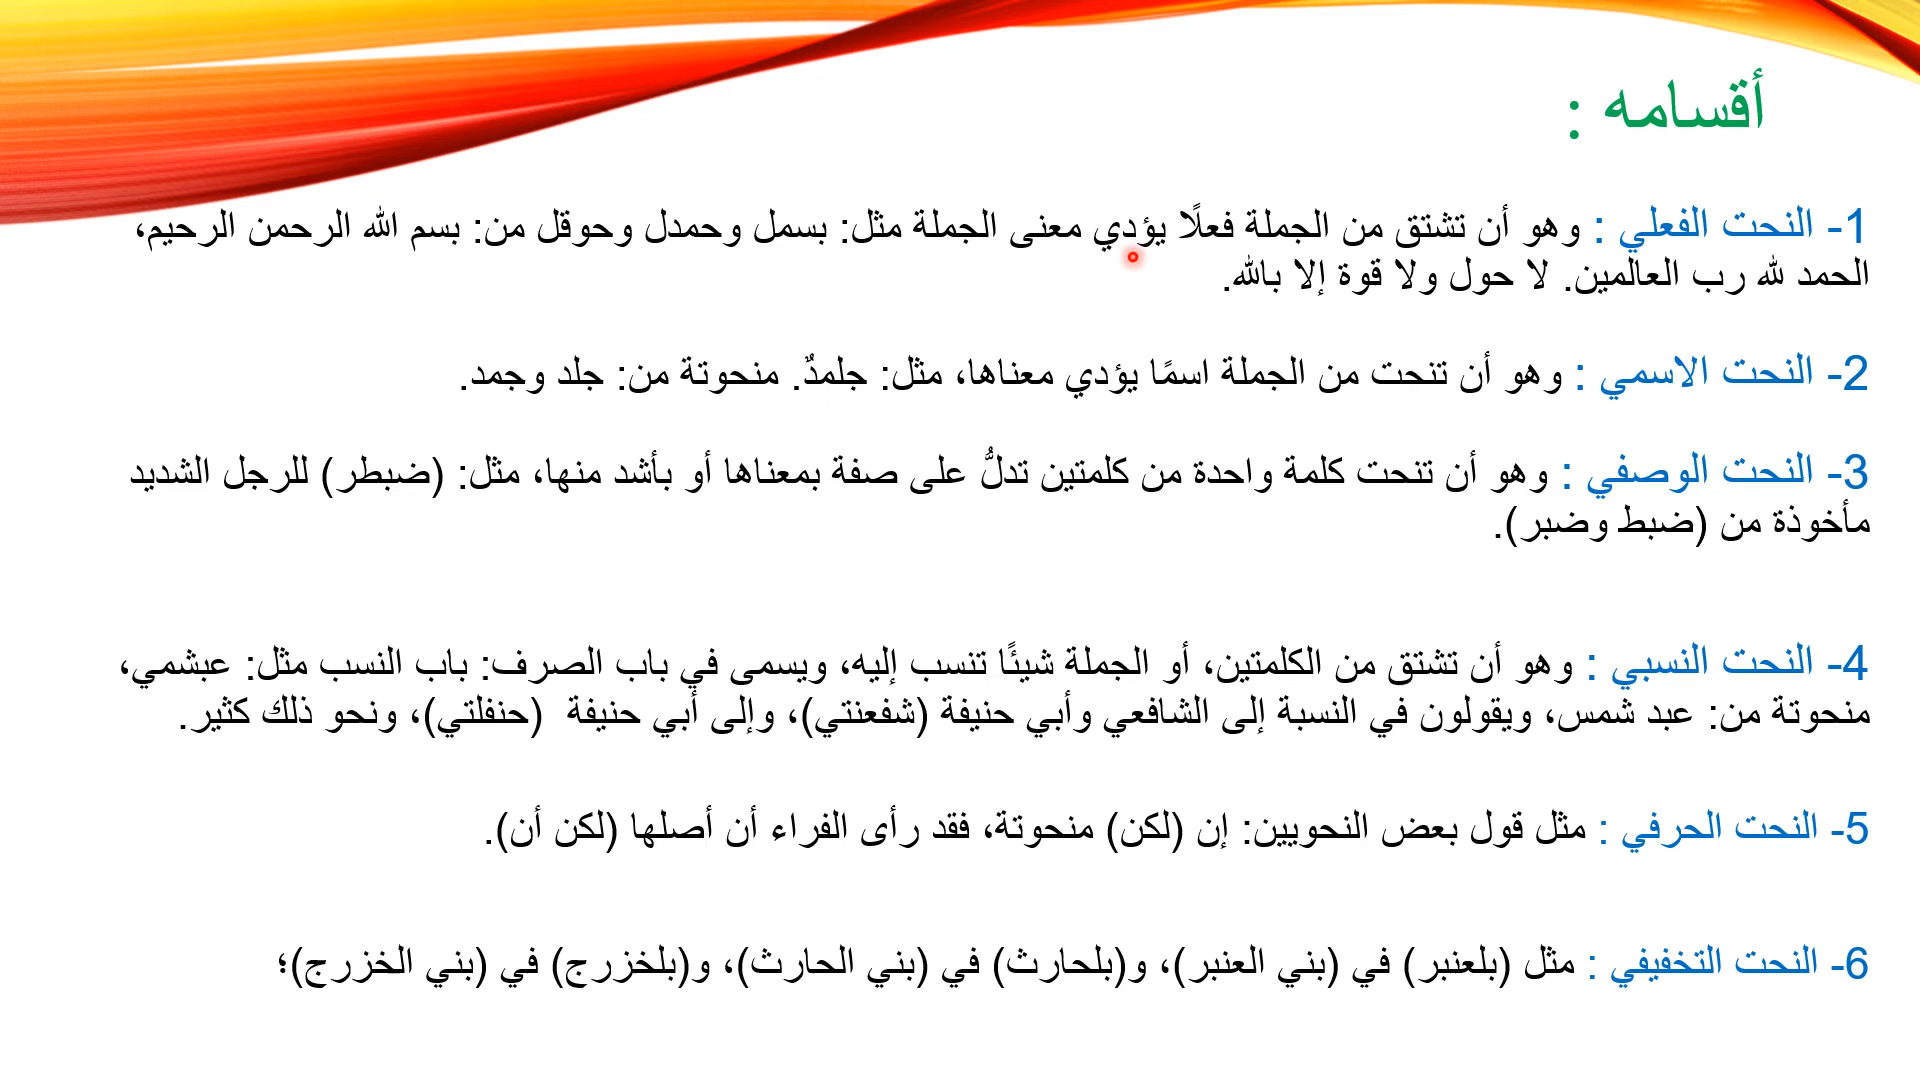 أقسامه :
1- النحت الفعلي : وهو أن تشتق من الجملة فعلًا يؤدي معنى الجملة مثل: بسمل وحمدل وحوقل من: بسم الله الرحمن الرحيم،
الحمد لله رب العالمين. لا حول ولا قوة إلا بالله.
2- النحت الاسمي : وهو أن تنحت من الجملة اسمًا يؤدي معناها، مثل: جلمدٌ. منحوتة من: جلد وجمد.
3- النحت الوصفي : وهو أن تنحت كلمة واحدة من كلمتين تدلُّ على صفة بمعناها أو بأشد منها، مثل: (ضبطر) للرجل الشديد
مأخوذة من (ضبط وضبر).
4- النحت النسبي : وهو أن تشتق من الكلمتين، أو الجملة شيئًا تنسب إليه، ويسمى في باب الصرف: باب النسب مثل: عبشمي،
منحوتة من: عبد شمس، ويقولون في النسبة إلى الشافعي وأبي حنيفة (شفعنتي)، وإلى أبي حنيفة (حنفلتي)، ونحو ذلك كثير.
5- النحت الحرفي : مثل قول بعض النحويين: إن (لكن) منحوتة، فقد رأى الفراء أن أصلها (لكن أن).
6- النحت التخفيفي : مثل (بلعنبر) في (بني العنبر)، و(بلحارث) في (بني الحارث)، و(بلخزرج) في (بني الخزرج)؛